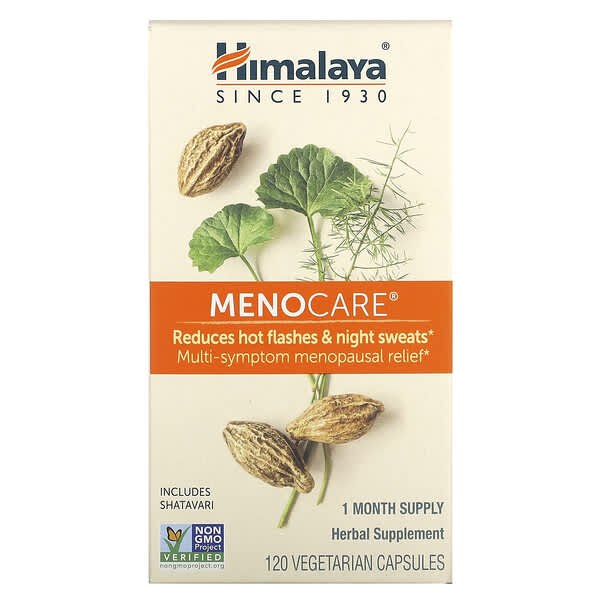 Himalaya®
SINCE 1930
MENOCARE®
Reduces hot flashes & night sweats*
Multi-symptom menopausal relief*
INCLUDES
SHATAVARI
NON
GMO
Project
VERIFIED
nongmoproject.org
1 MONTH SUPPLY
Herbal Supplement
120 VEGETARIAN CAPSULES